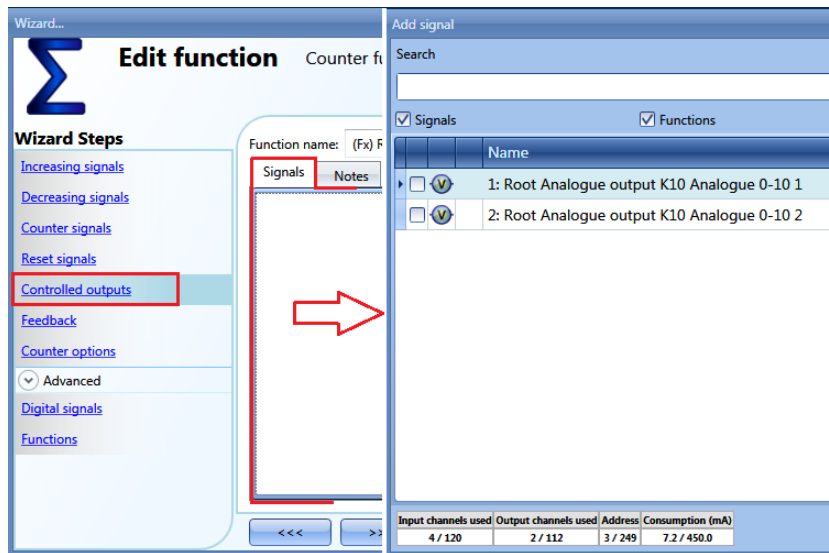 Wizard...
Edit function Counter fu
Wizard Steps
Increasing signals
Decreasing signals
Counter signals
Reset signals
Controlled outputs
Feedback
Counter options
Advanced
Digital signals
Functions
Function name: (Fx) R
Signals Notes
<<< >>
Add signal
Search
Signals Functions
Name
1: Root Analogue output K10 Analogue 0-10 1
2: Root Analogue output K10 Analogue 0-10 2
Input channels used Output channels used Address Consumption (mA)
4 / 120 2 / 112 3 / 249 7.2 / 450.0